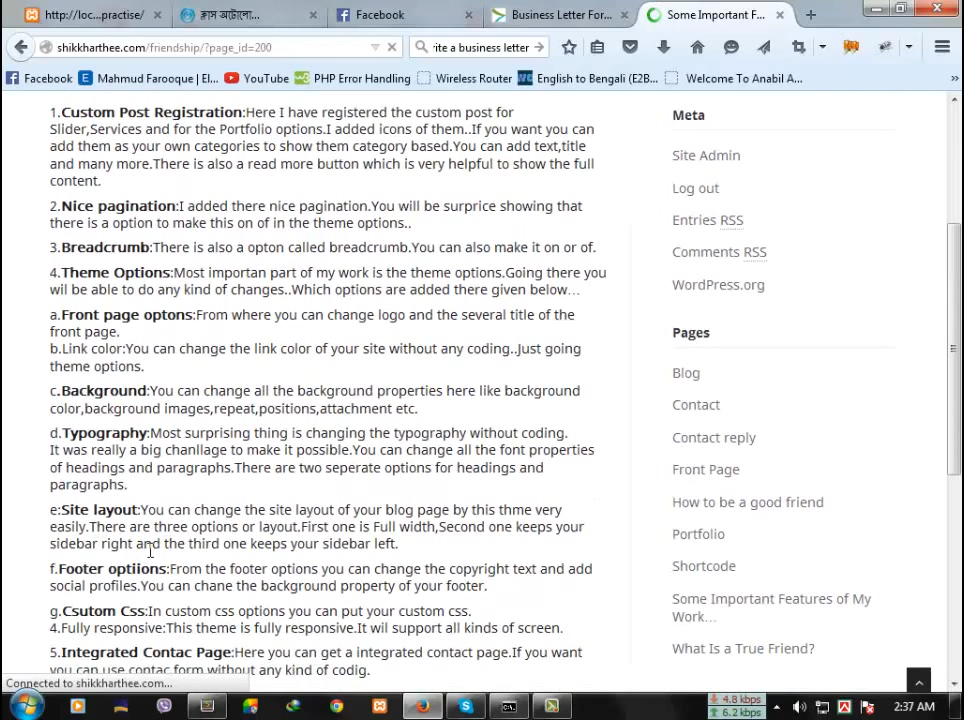 http://loc...practise/
ক্লাস অটোলো...
Facebook
Business Letter For...
Some Important F...
shikkharthee.com/friendship/?page_id=200
rite a business letter
Facebook
Mahmud Farooque | El...
YouTube
PHP Error Handling
Wireless Router
English to Bengali (E2B...
Welcome To Anabil A...
1.Custom Post Registration:Here I have registered the custom post for
Slider,Services and for the Portfolio options.I added icons of them..If you want you can
add them as your own categories to show them category based.You can add text,title
and many more.There is also a read more button which is very helpful to show the full
content.
2.Nice pagination:I added there nice pagination.You will be surprice showing that
there is a option to make this on of in the theme options..
3.Breadcrumb:There is also a opton called breadcrumb.You can also make it on or of.
4.Theme Options:Most importan part of my work is the theme options.Going there you
will be able to do any kind of changes..Which options are added there given below...
a.Front page optons:From where you can change logo and the several title of the
front page.
b.Link color:You can change the link color of your site without any coding..Just going
theme options.
c.Background:You can change all the background properties here like background
color,background images,repeat,positions,attachment etc.
d.Typography:Most surprising thing is changing the typography without coding.
It was really a big chanllage to make it possible.You can change all the font properties
of headings and paragraphs.There are two seperate options for headings and
paragraphs.
e:Site layout:You can change the site layout of your blog page by this thme very
easily.There are three options or layout.First one is Full width,Second one keeps your
sidebar right and the third one keeps your sidebar left.
f.Footer optiions:From the footer options you can change the copyright text and add
social profiles.You can chane the background property of your footer.
g.Csutom Css:In custom css options you can put your custom css.
4.Fully responsive:This theme is fully responsive.It wil support all kinds of screen.
5.Integrated Contac Page:Here you can get a integrated contact page.If you want
you can use contac form without any kind of codig.
Meta
Site Admin
Log out
Entries RSS
Comments RSS
WordPress.org
Pages
Blog
Contact
Contact reply
Front Page
How to be a good friend
Portfolio
Shortcode
Some Important Features of My
Work...
What Is a True Friend?
Connected to shikkharthee.com...
4.8 kbps
6.2 kbps
2:37 AM